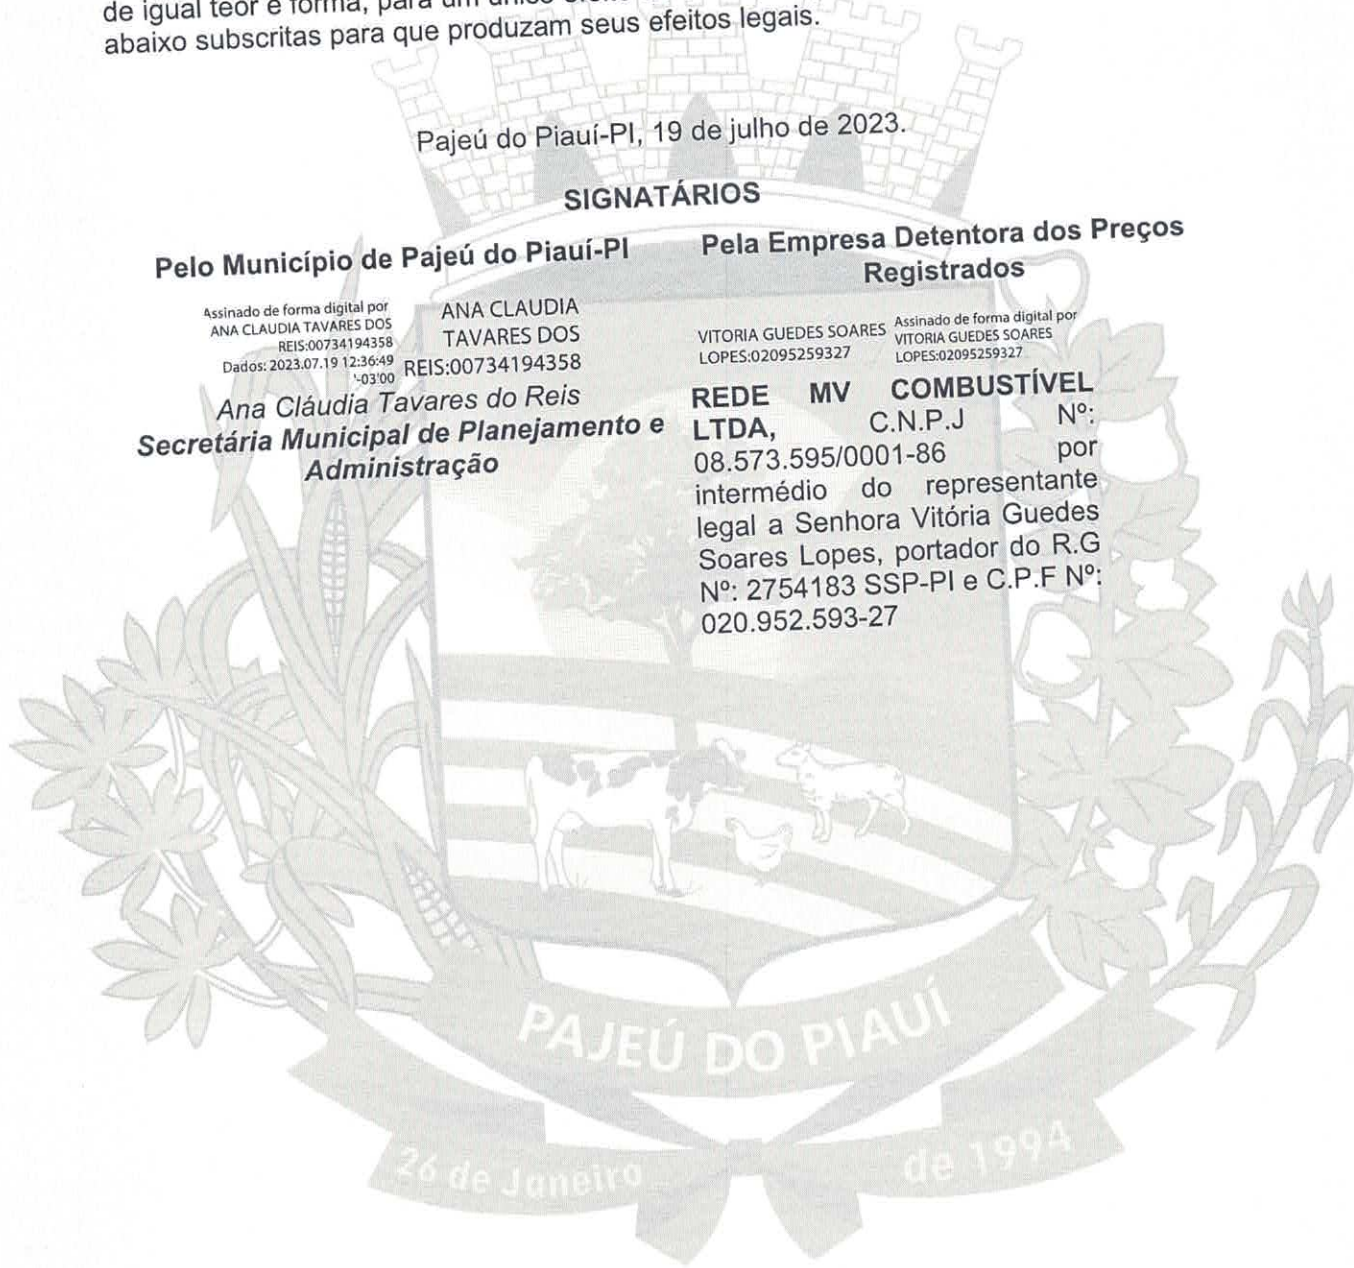 de igual teor e forma, para um único
abaixo subscritas para que produzam seus efeitos legais.
Pajeú do Piauí-PI, 19 de julho de 2023.
SIGNATÁRIOS
Pelo Município de Pajeú do Piauí-PI
Assinado de forma digital por
ANA CLAUDIA TAVARES DOS
REIS:00734194358
Dados: 2023.07.19 12:36:49
-03'00'
ANA CLAUDIA
TAVARES DOS
REIS:00734194358
Ana Cláudia Tavares do Reis
Secretária Municipal de Planejamento e
Administração
Pela Empresa Detentora dos Preços
Registrados
VITORIA GUEDES SOARES
LOPES:02095259327
Assinado de forma digital por
VITORIA GUEDES SOARES
LOPES:02095259327
REDE MV COMBUSTÍVEL
LTDA, C.N.P.J Nº:
08.573.595/0001-86 por
intermédio do representante
legal a Senhora Vitória Guedes
Soares Lopes, portador do R.G
Nº: 2754183 SSP-PI e C.P.F Nº:
020.952.593-27
PAJEÚ DO PIAUÍ
26 de Janeiro de 1994